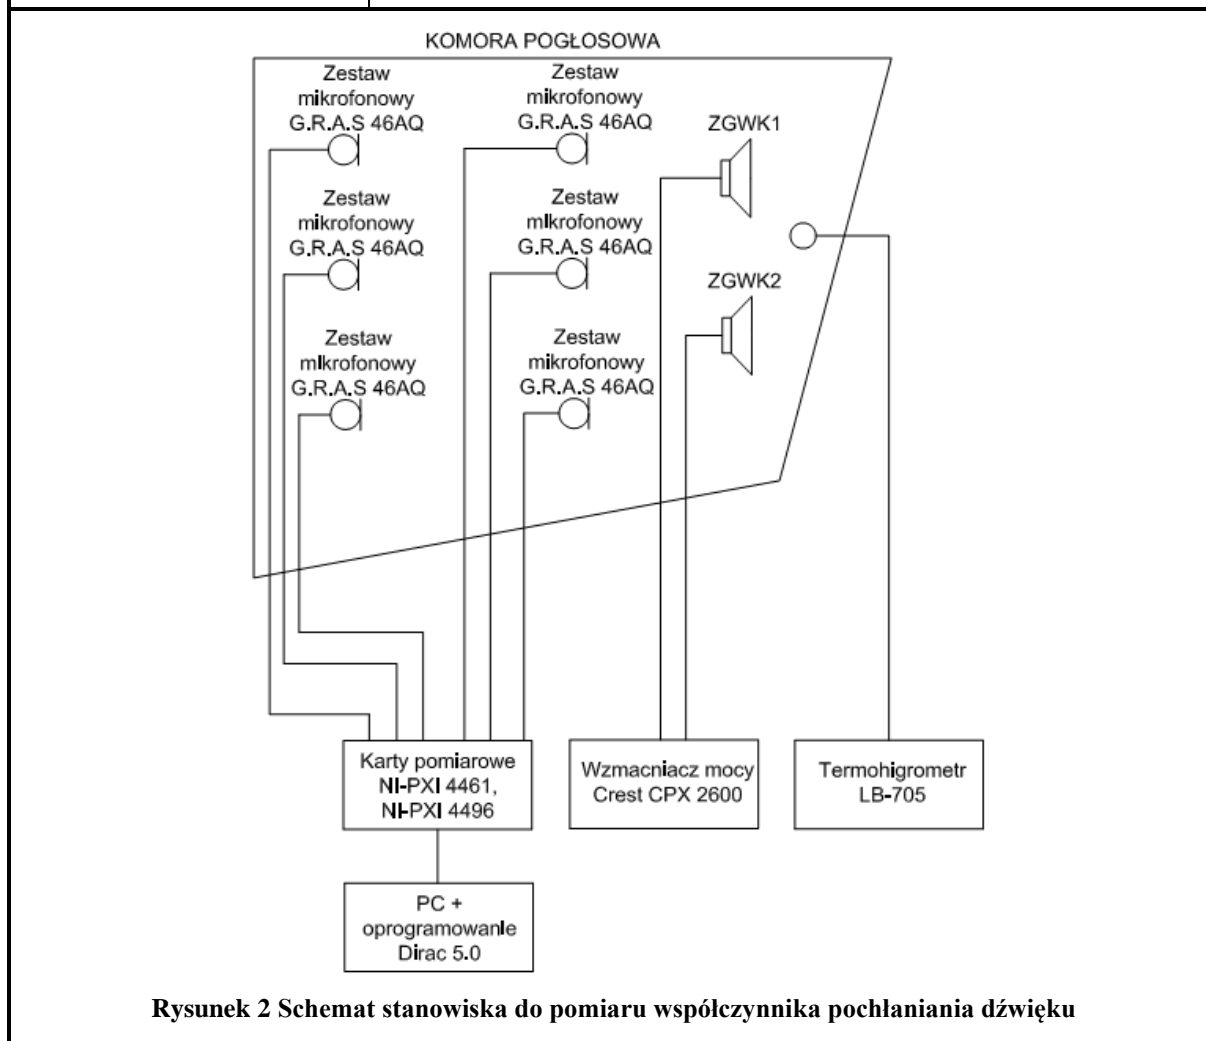 KOMORA POGŁOSOWA
Zestaw
mikrofonowy
G.R.A.S 46AQ
Zestaw
mikrofonowy
G.R.A.S 46AQ
ZGWK1
Zestaw
mikrofonowy
G.R.A.S 46AQ
Zestaw
mikrofonowy
G.R.A.S 46AQ
ZGWK2
Zestaw
mikrofonowy
G.R.A.S 46AQ
Zestaw
mikrofonowy
G.R.A.S 46AQ
Karty pomiarowe
NI-PXI 4461,
NI-PXI 4496
Wzmacniacz mocy
Crest CPX 2600
Termohigrometr
LB-705
PC +
oprogramowanie
Dirac 5.0
Rysunek 2 Schemat stanowiska do pomiaru współczynnika pochłaniania dźwięku